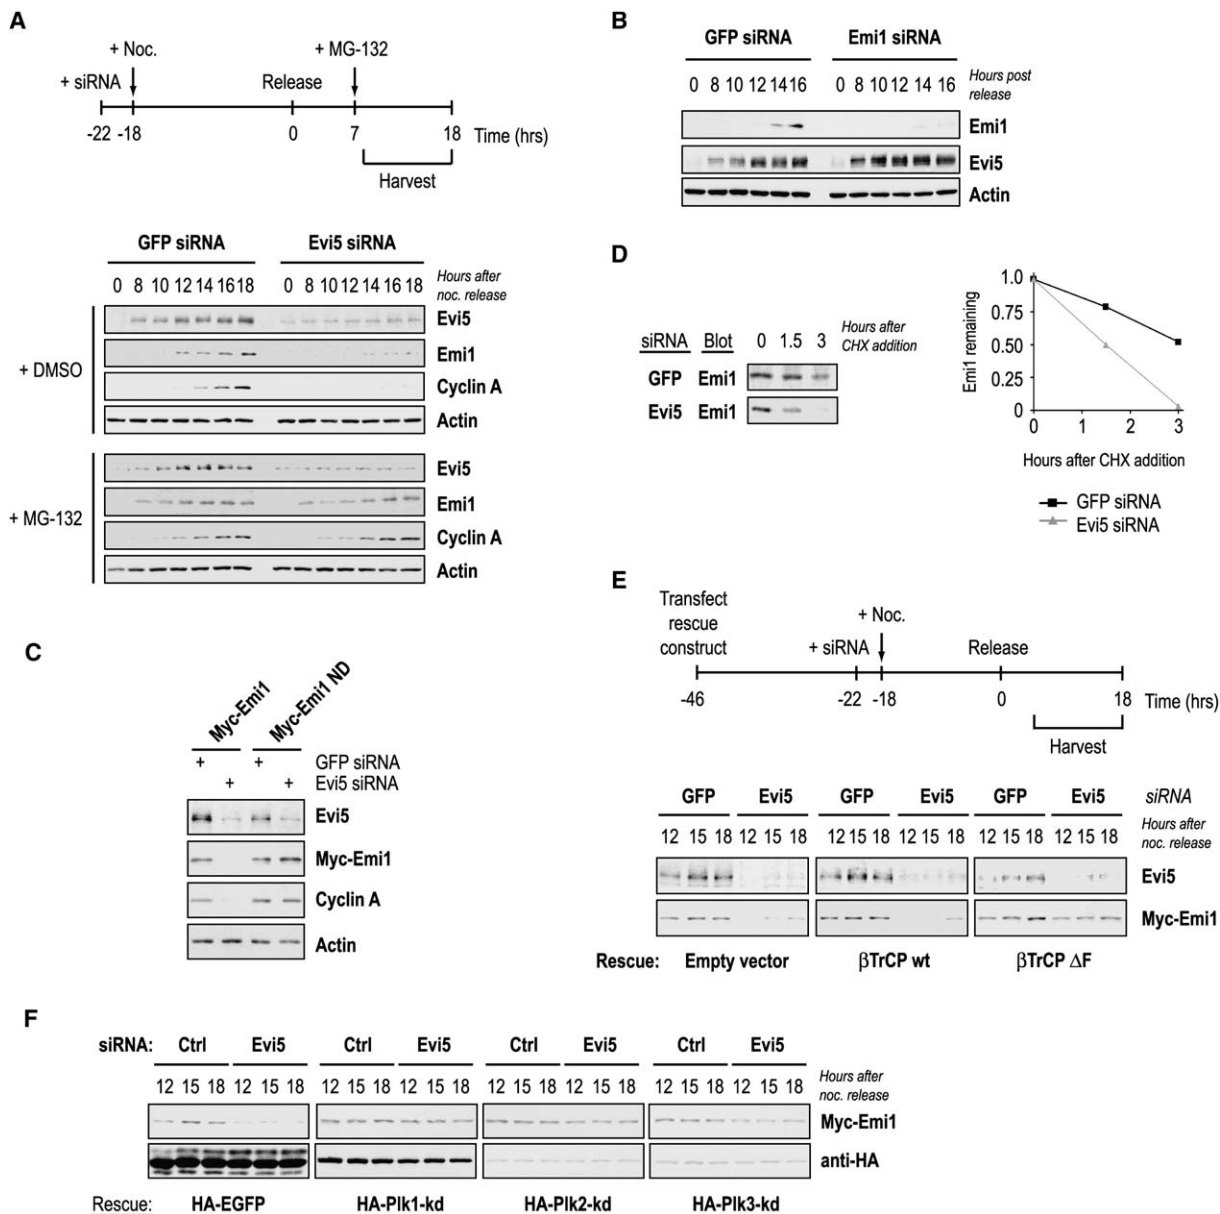 A
+ Noc.
+ MG-132
+ siRNA
Release
-22 -18 0 7 18 Time (hrs)
Harvest
GFP siRNA Evi5 siRNA
0 8 10 12 14 16 18 0 8 10 12 14 16 18 Hours after noc. release
+ DMSO
Evi5
Emi1
Cyclin A
Actin
+ MG-132
Evi5
Emi1
Cyclin A
Actin
B
GFP siRNA Emi1 siRNA
0 8 10 12 14 16 0 8 10 12 14 16 Hours post release
Emi1
Evi5
Actin
C
Myc-Emi1 Myc-Emi1 ND
+ + GFP siRNA
+ + Evi5 siRNA
Evi5
Myc-Emi1
Cyclin A
Actin
D
siRNA Blot 0 1.5 3 Hours after CHX addition
GFP Emi1
Evi5 Emi1
Emi1 remaining
1.0
0.75
0.50
0.25
0
0 1 2 3
Hours after CHX addition
GFP siRNA
Evi5 siRNA
E
Transfect rescue construct
+ Noc.
+ siRNA
Release
-46 -22 -18 0 18 Time (hrs)
Harvest
GFP Evi5 GFP Evi5 GFP Evi5 siRNA
12 15 18 12 15 18 12 15 18 12 15 18 12 15 18 12 15 18 Hours after noc. release
Evi5
Myc-Emi1
Rescue: Empty vector βTrCP wt βTrCP ΔF
F
siRNA: Ctrl Evi5 Ctrl Evi5 Ctrl Evi5 Ctrl Evi5
12 15 18 12 15 18 12 15 18 12 15 18 12 15 18 12 15 18 12 15 18 12 15 18 Hours after noc. release
Myc-Emi1
anti-HA
Rescue: HA-EGFP HA-Plk1-kd HA-Plk2-kd HA-Plk3-kd